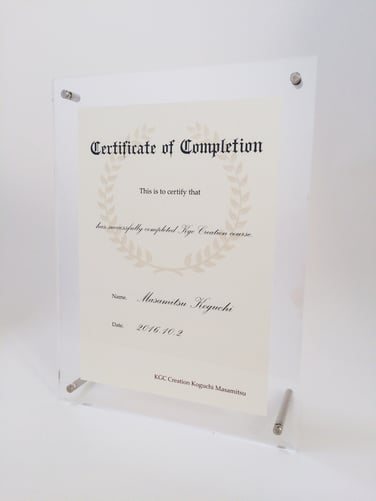 Certificate of Completion
This is to certify that
has successfully completed Kgc Creation course
Name. Masamitsu Koguchi
Date. 2016.10.2
KGC Creation Koguchi Masamitsu